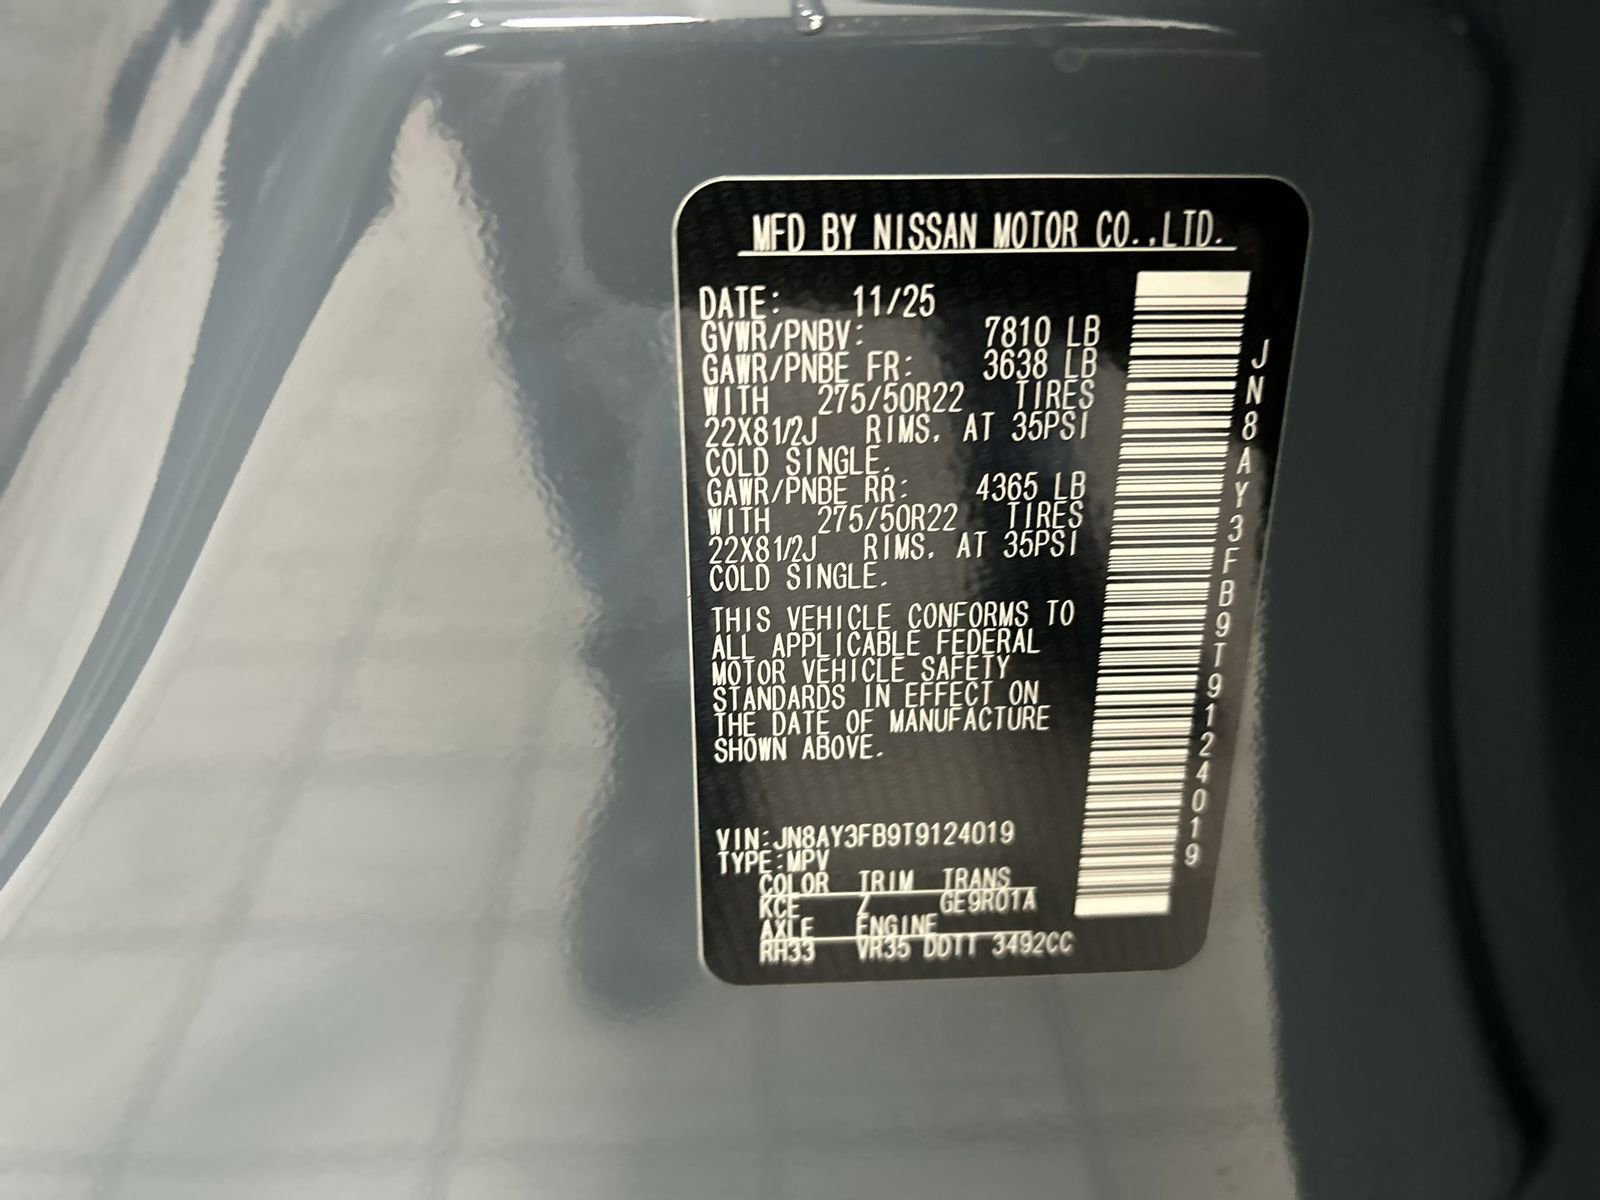 MFD BY NISSAN MOTOR CO.,LTD.
DATE: 11/25
GVWR/PNBV: 7810 LB
GAWR/PNBE FR: 3638 LB
WITH 275/50R22 TIRES
22X81/2J RIMS, AT 35PSI
COLD SINGLE.
GAWR/PNBE RR: 4365 LB
WITH 275/50R22 TIRES
22X81/2J RIMS, AT 35PSI
COLD SINGLE.
THIS VEHICLE CONFORMS TO
ALL APPLICABLE FEDERAL
MOTOR VEHICLE SAFETY
STANDARDS IN EFFECT ON
THE DATE OF MANUFACTURE
SHOWN ABOVE.
VIN:JN8AY3FB9T9124019
TYPE:MPV
COLOR TRIM TRANS
KCE Z GE9R01A
AXLE ENGINE
RH33 VR35 DDTT 3492CC
JN8AY3FB9T9124019